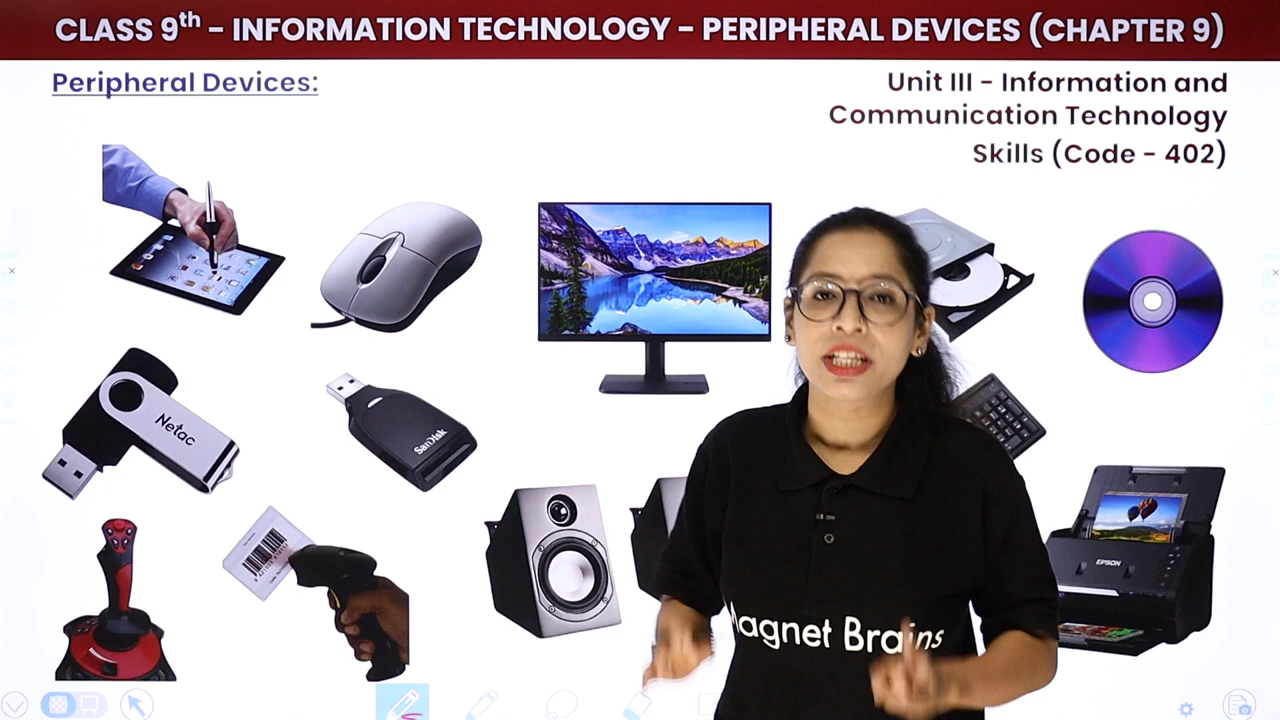 CLASS 9th – INFORMATION TECHNOLOGY – PERIPHERAL DEVICES (CHAPTER 9)
Peripheral Devices:
Unit III – Information and
Communication Technology
Skills (Code – 402)
Netac
SanDisk
EPSON
Magnet Brains